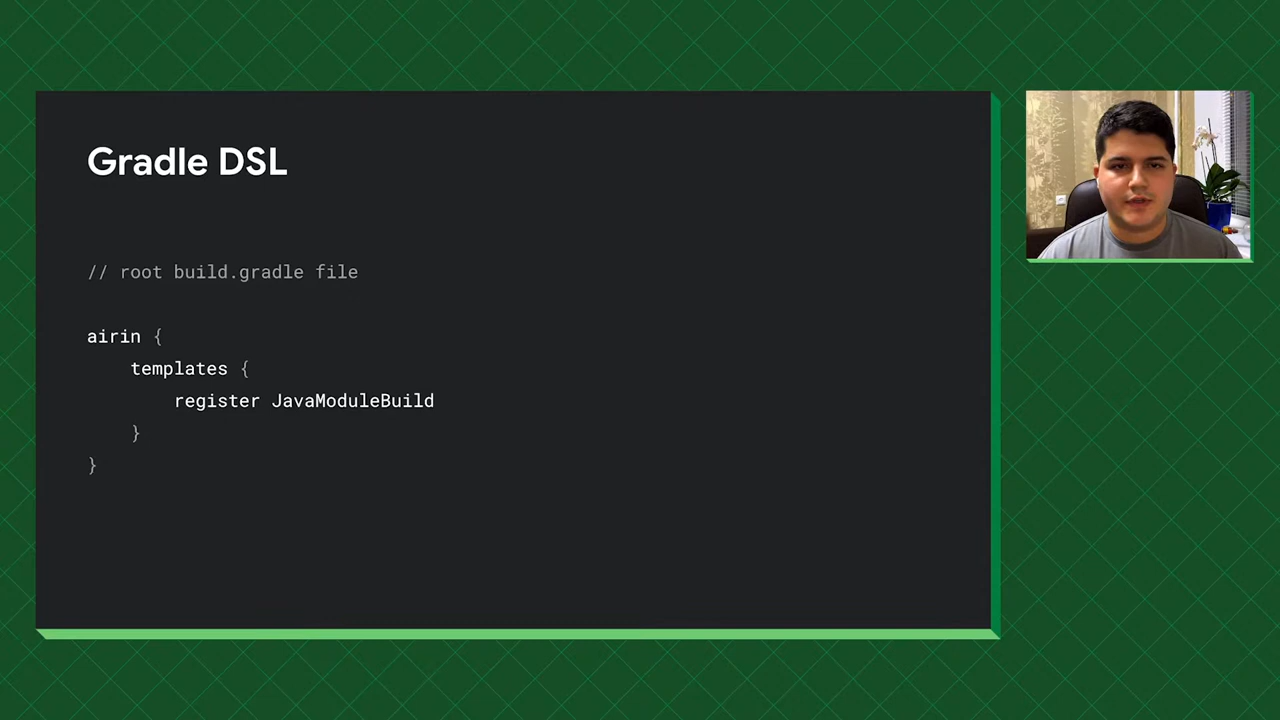 Gradle DSL
// root build.gradle file
airin {
templates {
register JavaModuleBuild
}
}